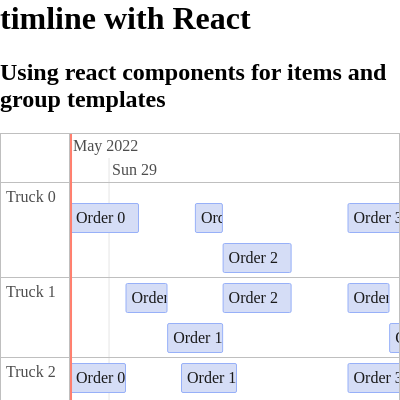 timline with React
Using react components for items and
group templates
May 2022
Sun 29
Truck 0
Order 0
Ord
Order 3
Order 2
Truck 1
Order
Order 2
Order
Order 1
Truck 2
Order 0
Order 1
Order 3